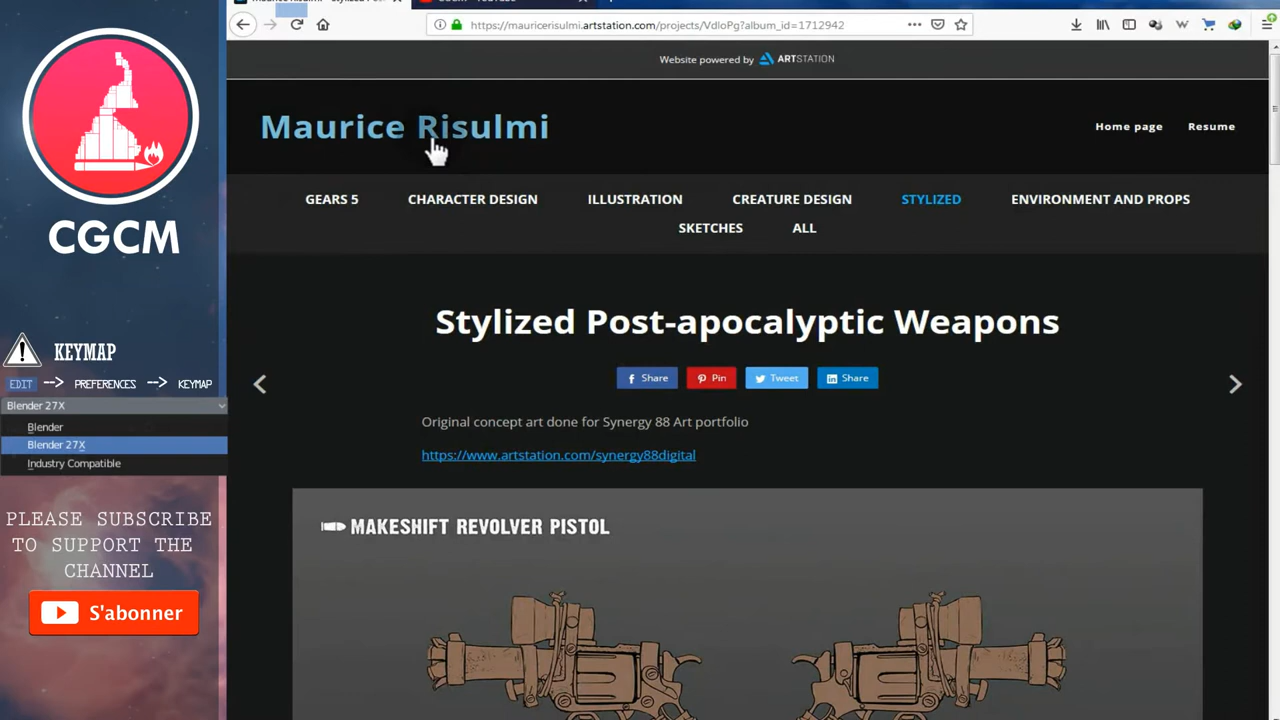 https://mauricerisulmi.artstation.com/projects/VdloPg?album_id=1712942
Website powered by ARTSTATION
Maurice Risulmi
Home page
Resume
GEARS 5
CHARACTER DESIGN
ILLUSTRATION
CREATURE DESIGN
STYLIZED
ENVIRONMENT AND PROPS
SKETCHES
ALL
Stylized Post-apocalyptic Weapons
Share
Pin
Tweet
Share
Original concept art done for Synergy 88 Art portfolio
https://www.artstation.com/synergy88digital
MAKESHIFT REVOLVER PISTOL
CGCM
KEYMAP
EDIT --> PREFERENCES --> KEYMAP
Blender 27X
Blender
Blender 27X
Industry Compatible
PLEASE SUBSCRIBE
TO SUPPORT THE
CHANNEL
S'abonner